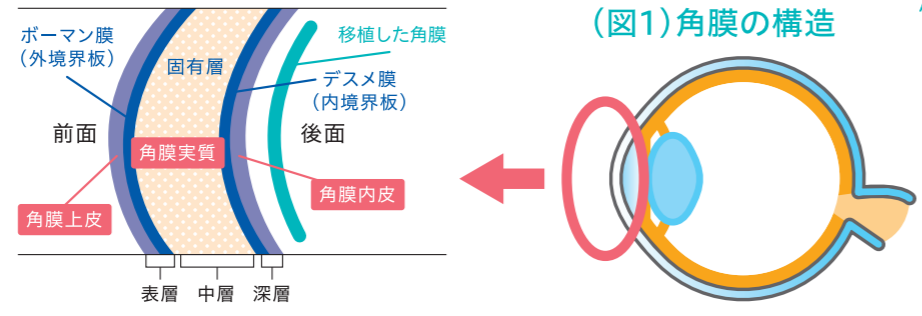 (図1)角膜の構造
ボーマン膜
(外境界板)
固有層
移植した角膜
デスメ膜
(内境界板)
前面
後面
角膜実質
角膜内皮
角膜上皮
表層
中層
深層